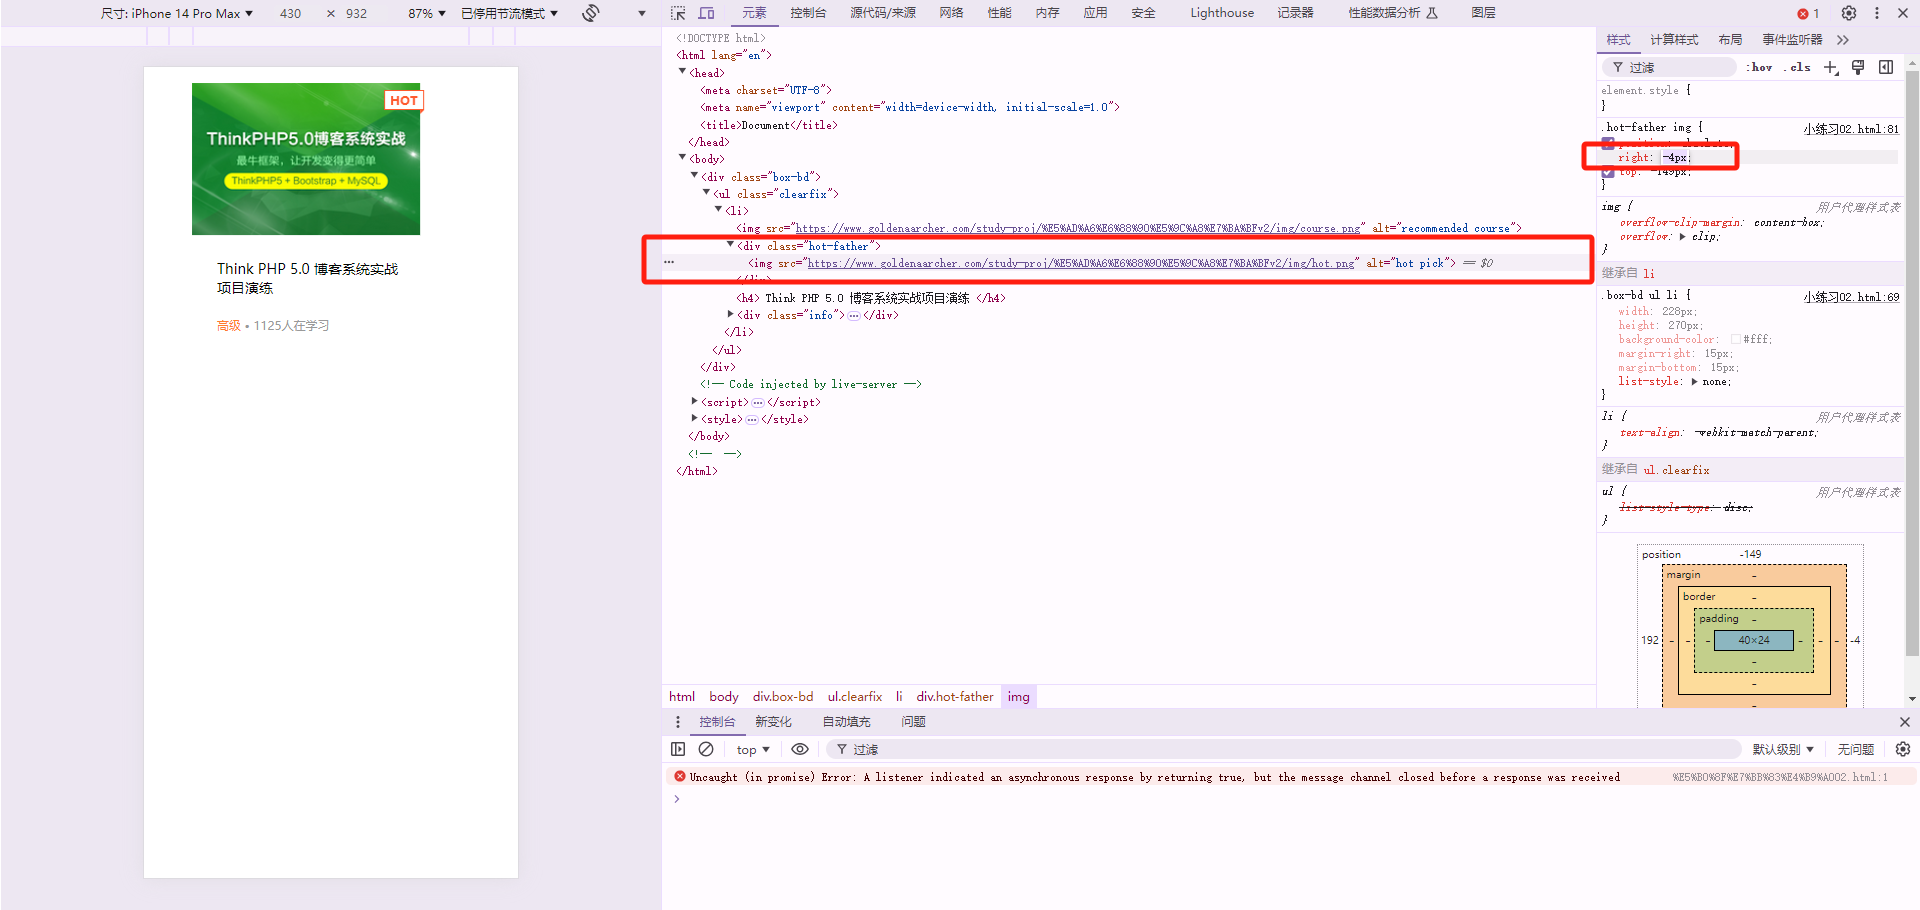 尺寸: iPhone 14 Pro Max ▼ 430 × 932 87% ▼ 已停用节流模式 ▼
元素 控制台 源代码/来源 网络 性能 内存 应用 安全 Lighthouse 记录器 性能数据分析 图层 1
HOT
ThinkPHP5.0博客系统实战
最牛框架，让开发变得更简单
ThinkPHP5 + Bootstrap + MySQL
Think PHP 5.0 博客系统实战
项目演练
高级 • 1125人在学习
<!DOCTYPE html>
<html lang="en">
▼<head>
<meta charset="UTF-8">
<meta name="viewport" content="width=device-width, initial-scale=1.0">
<title>Document</title>
</head>
▼<body>
▼<div class="box-bd">
▼<ul class="clearfix">
▼<li>
<img src="https://www.goldenaarcher.com/study-proj/%E5%AD%A6%E6%88%90%E5%9C%A8%E7%BA%BFv2/img/course.png" alt="recommended course">
▼<div class="hot-father">
<img src="https://www.goldenaarcher.com/study-proj/%E5%AD%A6%E6%88%90%E5%9C%A8%E7%BA%BFv2/img/hot.png" alt="hot pick"> == $0
</div>
<h4> Think PHP 5.0 博客系统实战项目演练 </h4>
▶<div class="info">⋯</div>
</li>
</ul>
</div>
<!-- Code injected by live-server -->
▶<script>⋯</script>
▶<style>⋯</style>
</body>
<!-- -->
</html>
html body div.box-bd ul.clearfix li div.hot-father img
样式 计算样式 布局 事件监听器 >>
过滤 :hov .cls
element.style {
}
.hot-father img { 小练习02.html:81
position: absolute;
right: -4px;
top: -149px;
}
img { 用户代理样式表
overflow-clip-margin: content-box;
overflow: ▶ clip;
}
继承自 li
.box-bd ul li { 小练习02.html:69
width: 228px;
height: 270px;
background-color: #fff;
margin-right: 15px;
margin-bottom: 15px;
list-style: ▶ none;
}
li { 用户代理样式表
text-align: -webkit-match-parent;
}
继承自 ul.clearfix
ul { 用户代理样式表
list-style-type: disc;
}
position -149
margin -
border -
padding -
192 - - - 40×24 - - - -4
-
-
-
控制台 新变化 自动填充 问题
top ▼ 过滤 默认级别 ▼ 无问题
Uncaught (in promise) Error: A listener indicated an asynchronous response by returning true, but the message channel closed before a response was received %E5%B0%8F%E7%BB%83%E4%B9%A002.html:1
>